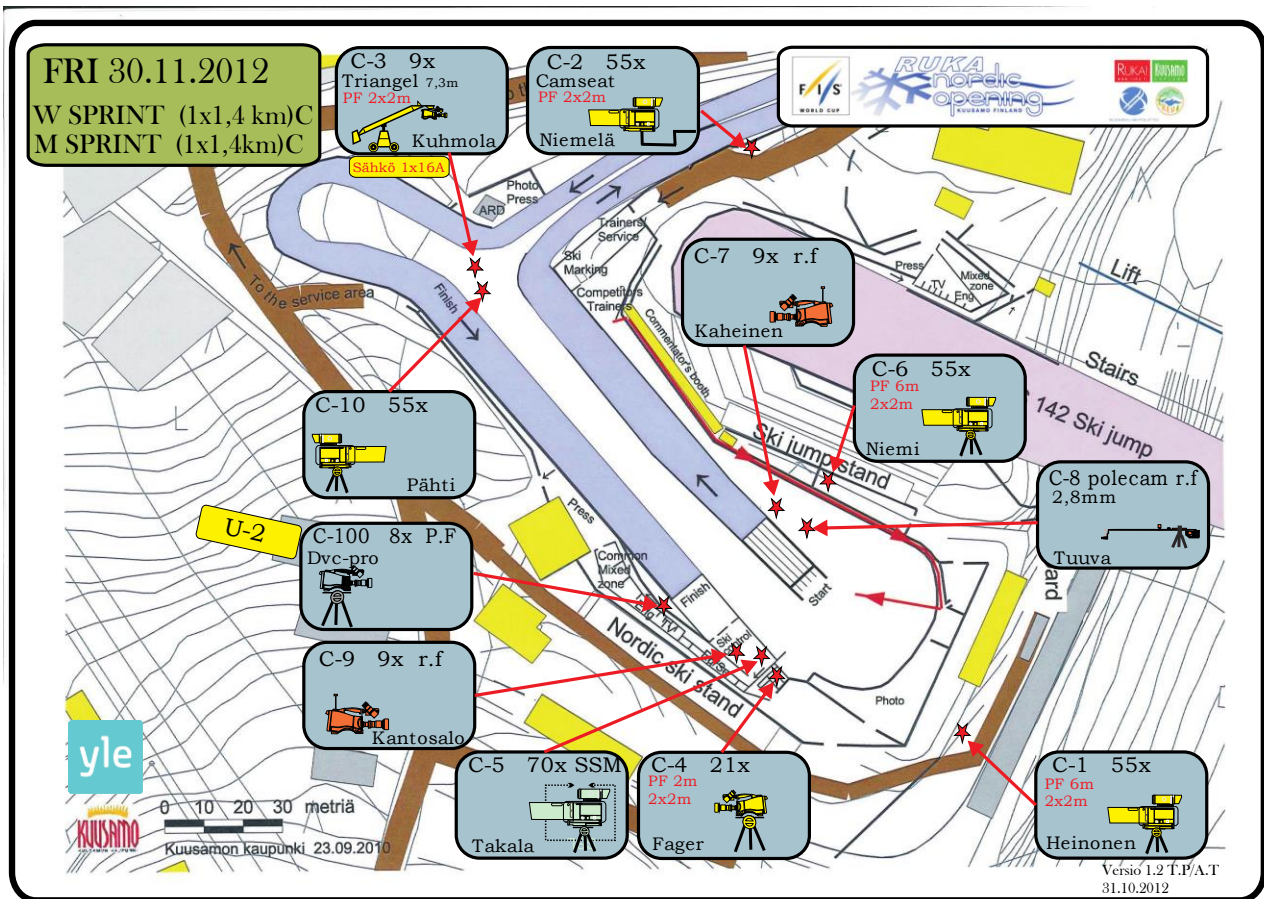 FRI 30.11.2012
W SPRINT (1x1,4 km)C
M SPRINT (1x1,4km)C
C-3 9x
Triangel 7,3m
PF 2x2m
Kuhmola
Sähkö 1x16A
C-2 55x
Camseat
PF 2x2m
Niemelä
F I S
WORLD CUP
RUKA
nordic
opening
KUUSAMO FINLAND
RUKA!
KUUSAMO
Photo
Press
ARD
Trainers/
Service
Ski
Marking
Competitors
Trainers
Finish
To the service area
Commentator's booth
C-7 9x r.f
Kaheinen
Press
TV
Eng
Mixed
zone
Lift
Stairs
142 Ski jump
C-6 55x
PF 6m
2x2m
Niemi
Ski jump stand
C-10 55x
Pähti
C-8 polecam r.f
2,8mm
Tuuva
U-2
C-100 8x P.F
Dvc-pro
Press
Common
Mixed
zone
Eng
TV
Finish
Start
Ski
control
Nordic ski stand
Photo
ard
C-9 9x r.f
Kantosalo
C-5 70x SSM
Takala
C-4 21x
PF 2m
2x2m
Fager
C-1 55x
PF 6m
2x2m
Heinonen
yle
KUUSAMO
0 10 20 30 metriä
Kuusamon kaupunki 23.09.2010
Versio 1.2 T.P/A.T
31.10.2012